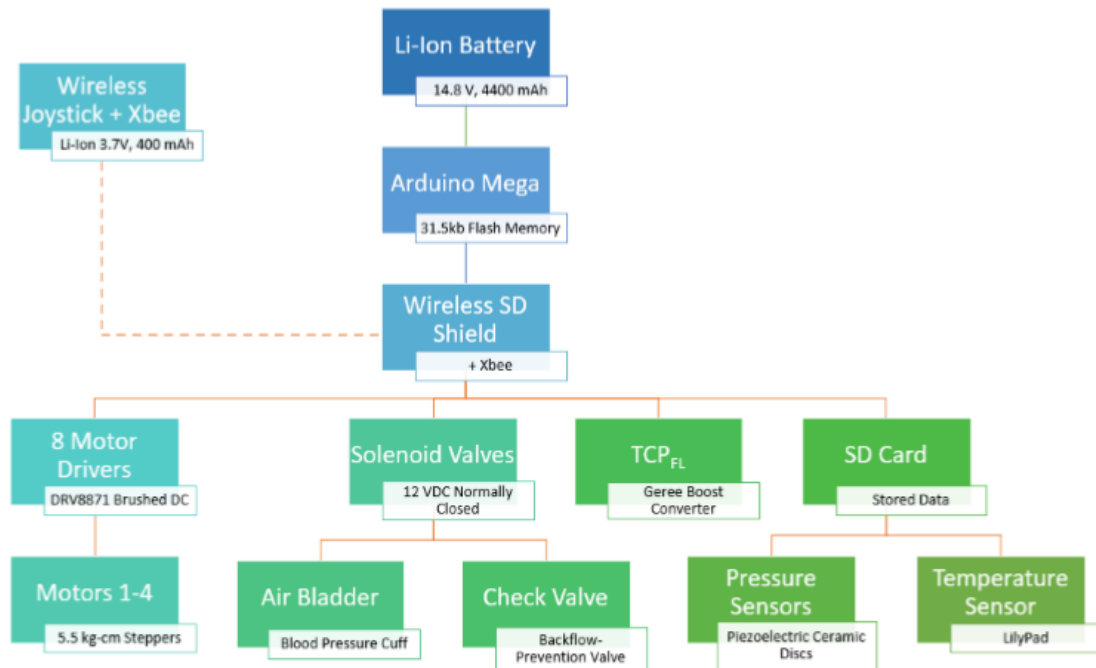 Li-Ion Battery
14.8 V, 4400 mAh
Wireless
Joystick + Xbee
Li-Ion 3.7V, 400 mAh
Arduino Mega
31.5kb Flash Memory
Wireless SD
Shield
+ Xbee
8 Motor
Drivers
DRV8871 Brushed DC
Solenoid Valves
12 VDC Normally
Closed
TCP_FL
Geree Boost
Converter
SD Card
Stored Data
Motors 1-4
5.5 kg-cm Steppers
Air Bladder
Blood Pressure Cuff
Check Valve
Backflow-
Prevention Valve
Pressure
Sensors
Piezoelectric Ceramic
Discs
Temperature
Sensor
LilyPad